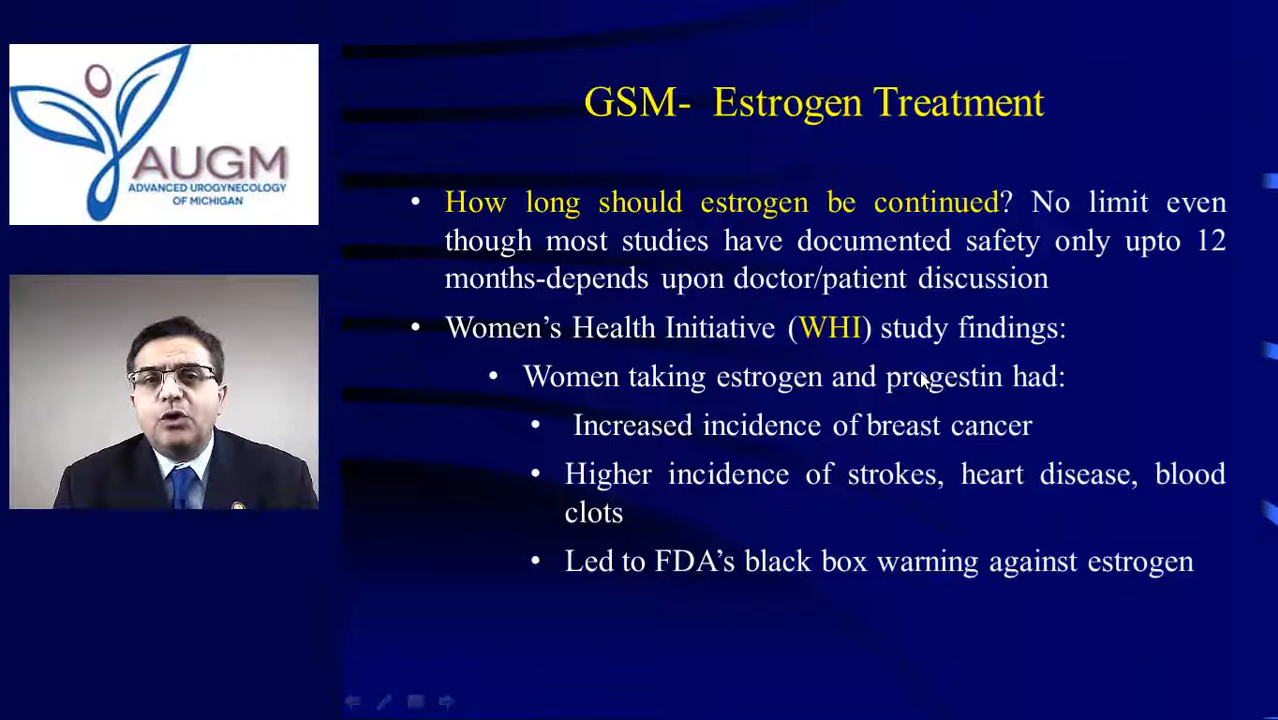 AUGM
ADVANCED UROGYNECOLOGY
OF MICHIGAN
GSM- Estrogen Treatment
• How long should estrogen be continued? No limit even
though most studies have documented safety only upto 12
months-depends upon doctor/patient discussion
• Women’s Health Initiative (WHI) study findings:
• Women taking estrogen and progestin had:
• Increased incidence of breast cancer
• Higher incidence of strokes, heart disease, blood
clots
• Led to FDA’s black box warning against estrogen